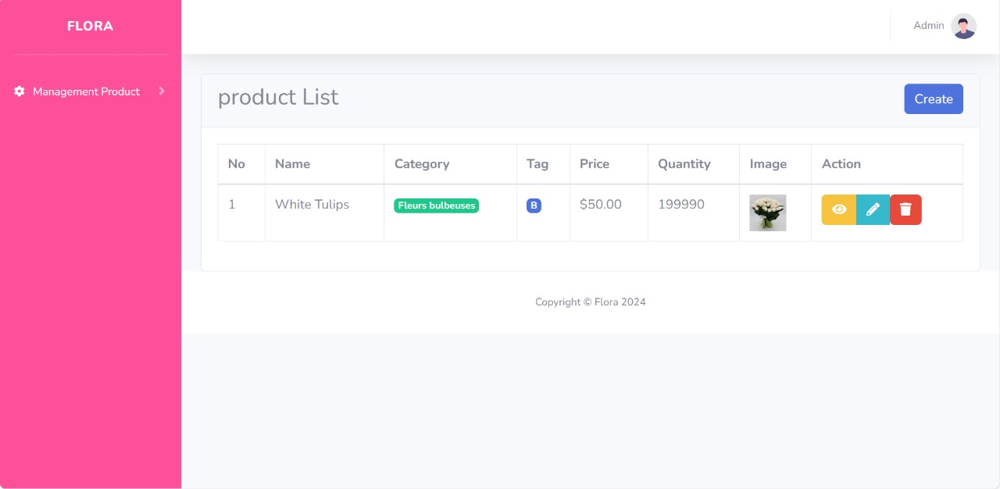 FLORA
Admin
Management Product
product List
Create
No Name Category Tag Price Quantity Image Action
1 White Tulips Fleurs bulbeuses B $50.00 199990
Copyright © Flora 2024